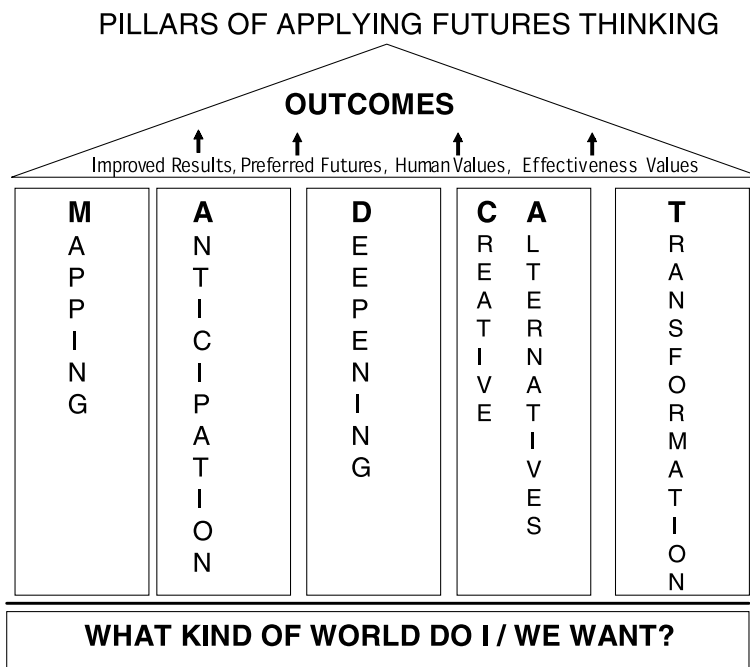 PILLARS OF APPLYING FUTURES THINKING
OUTCOMES
Improved Results, Preferred Futures, Human Values, Effectiveness Values
MAPPING
ANTICIPATION
DEEPENING
CREATIVE
ALTERNATIVES
TRANSFORMATION
WHAT KIND OF WORLD DO I / WE WANT?